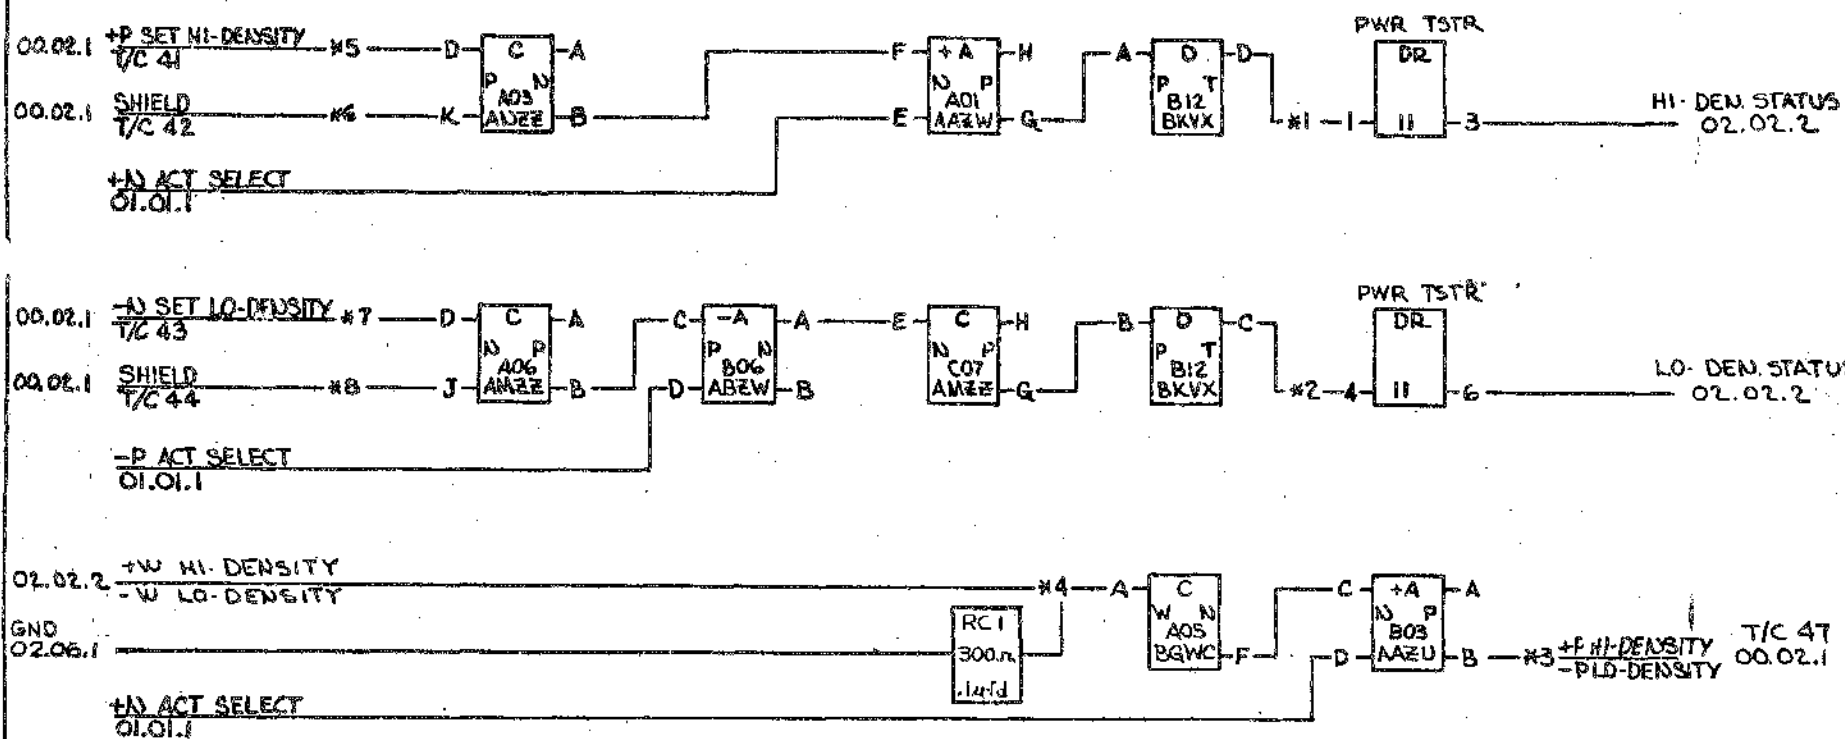 PWR TSTR
00.02.1 +P SET HI-DENSITY *5 D C A F +A H A D D DR
T/C 41
P N N P P T HI-DEN. STATUS
00.02.1 SHIELD *6 K A03 B E A01 G B12 *1 1 11 3 02.02.2
T/C 42 ANZZ AAZW BKVX
+N ACT SELECT
01.01.1
PWR TSTR
00.02.1 -N SET LO-DENSITY *7 D C A C -A A E C H B D C DR
T/C 43
N P P N N P P T LO-DEN. STATUS
00.02.1 SHIELD *8 J A06 B D B06 B C07 G B12 *2 4 11 6 02.02.2
T/C 44 AMZZ ABZW AMZZ BKVX
-P ACT SELECT
01.01.1
02.02.2 +W HI-DENSITY *4 A C C +A A
-W LO-DENSITY
GND RC1 W N N P
02.06.1 300Ω A05 F D B03 B *3 +P HI-DENSITY T/C 47
.1ufd BGWC AAZU -P LO-DENSITY 00.02.1
+N ACT SELECT
01.01.1